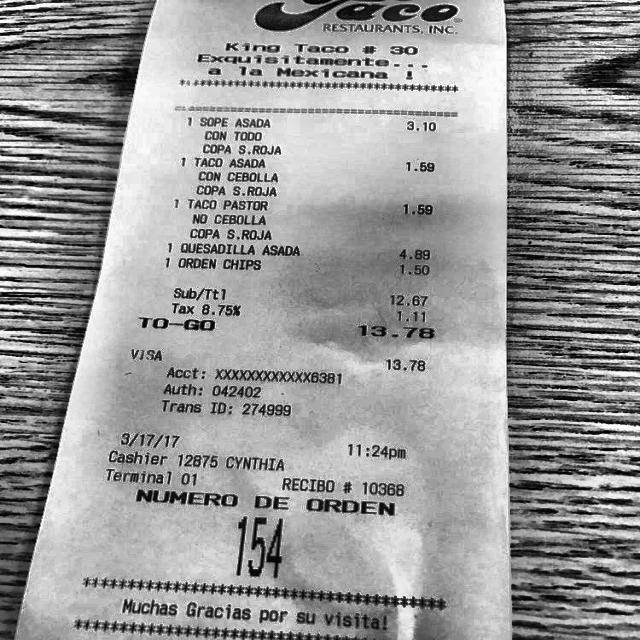 Taco
RESTAURANTS, INC.
King Taco # 30
Exquisitamente...
a la Mexicana !
****************************************
========================================
1 SOPE ASADA 3.10
CON TODO
COPA S.ROJA
1 TACO ASADA 1.59
CON CEBOLLA
COPA S.ROJA
1 TACO PASTOR 1.59
NO CEBOLLA
COPA S.ROJA
1 QUESADILLA ASADA 4.89
1 ORDEN CHIPS 1.50
Sub/Ttl 12.67
Tax 8.75% 1.11
TO-GO 13.78
VISA 13.78
Acct: XXXXXXXXXXXX6381
Auth: 042402
Trans ID: 274999
3/17/17 11:24pm
Cashier 12875 CYNTHIA
Terminal 01 RECIBO # 10368
NUMERO DE ORDEN
154
****************************************
Muchas Gracias por su visita!
****************************************